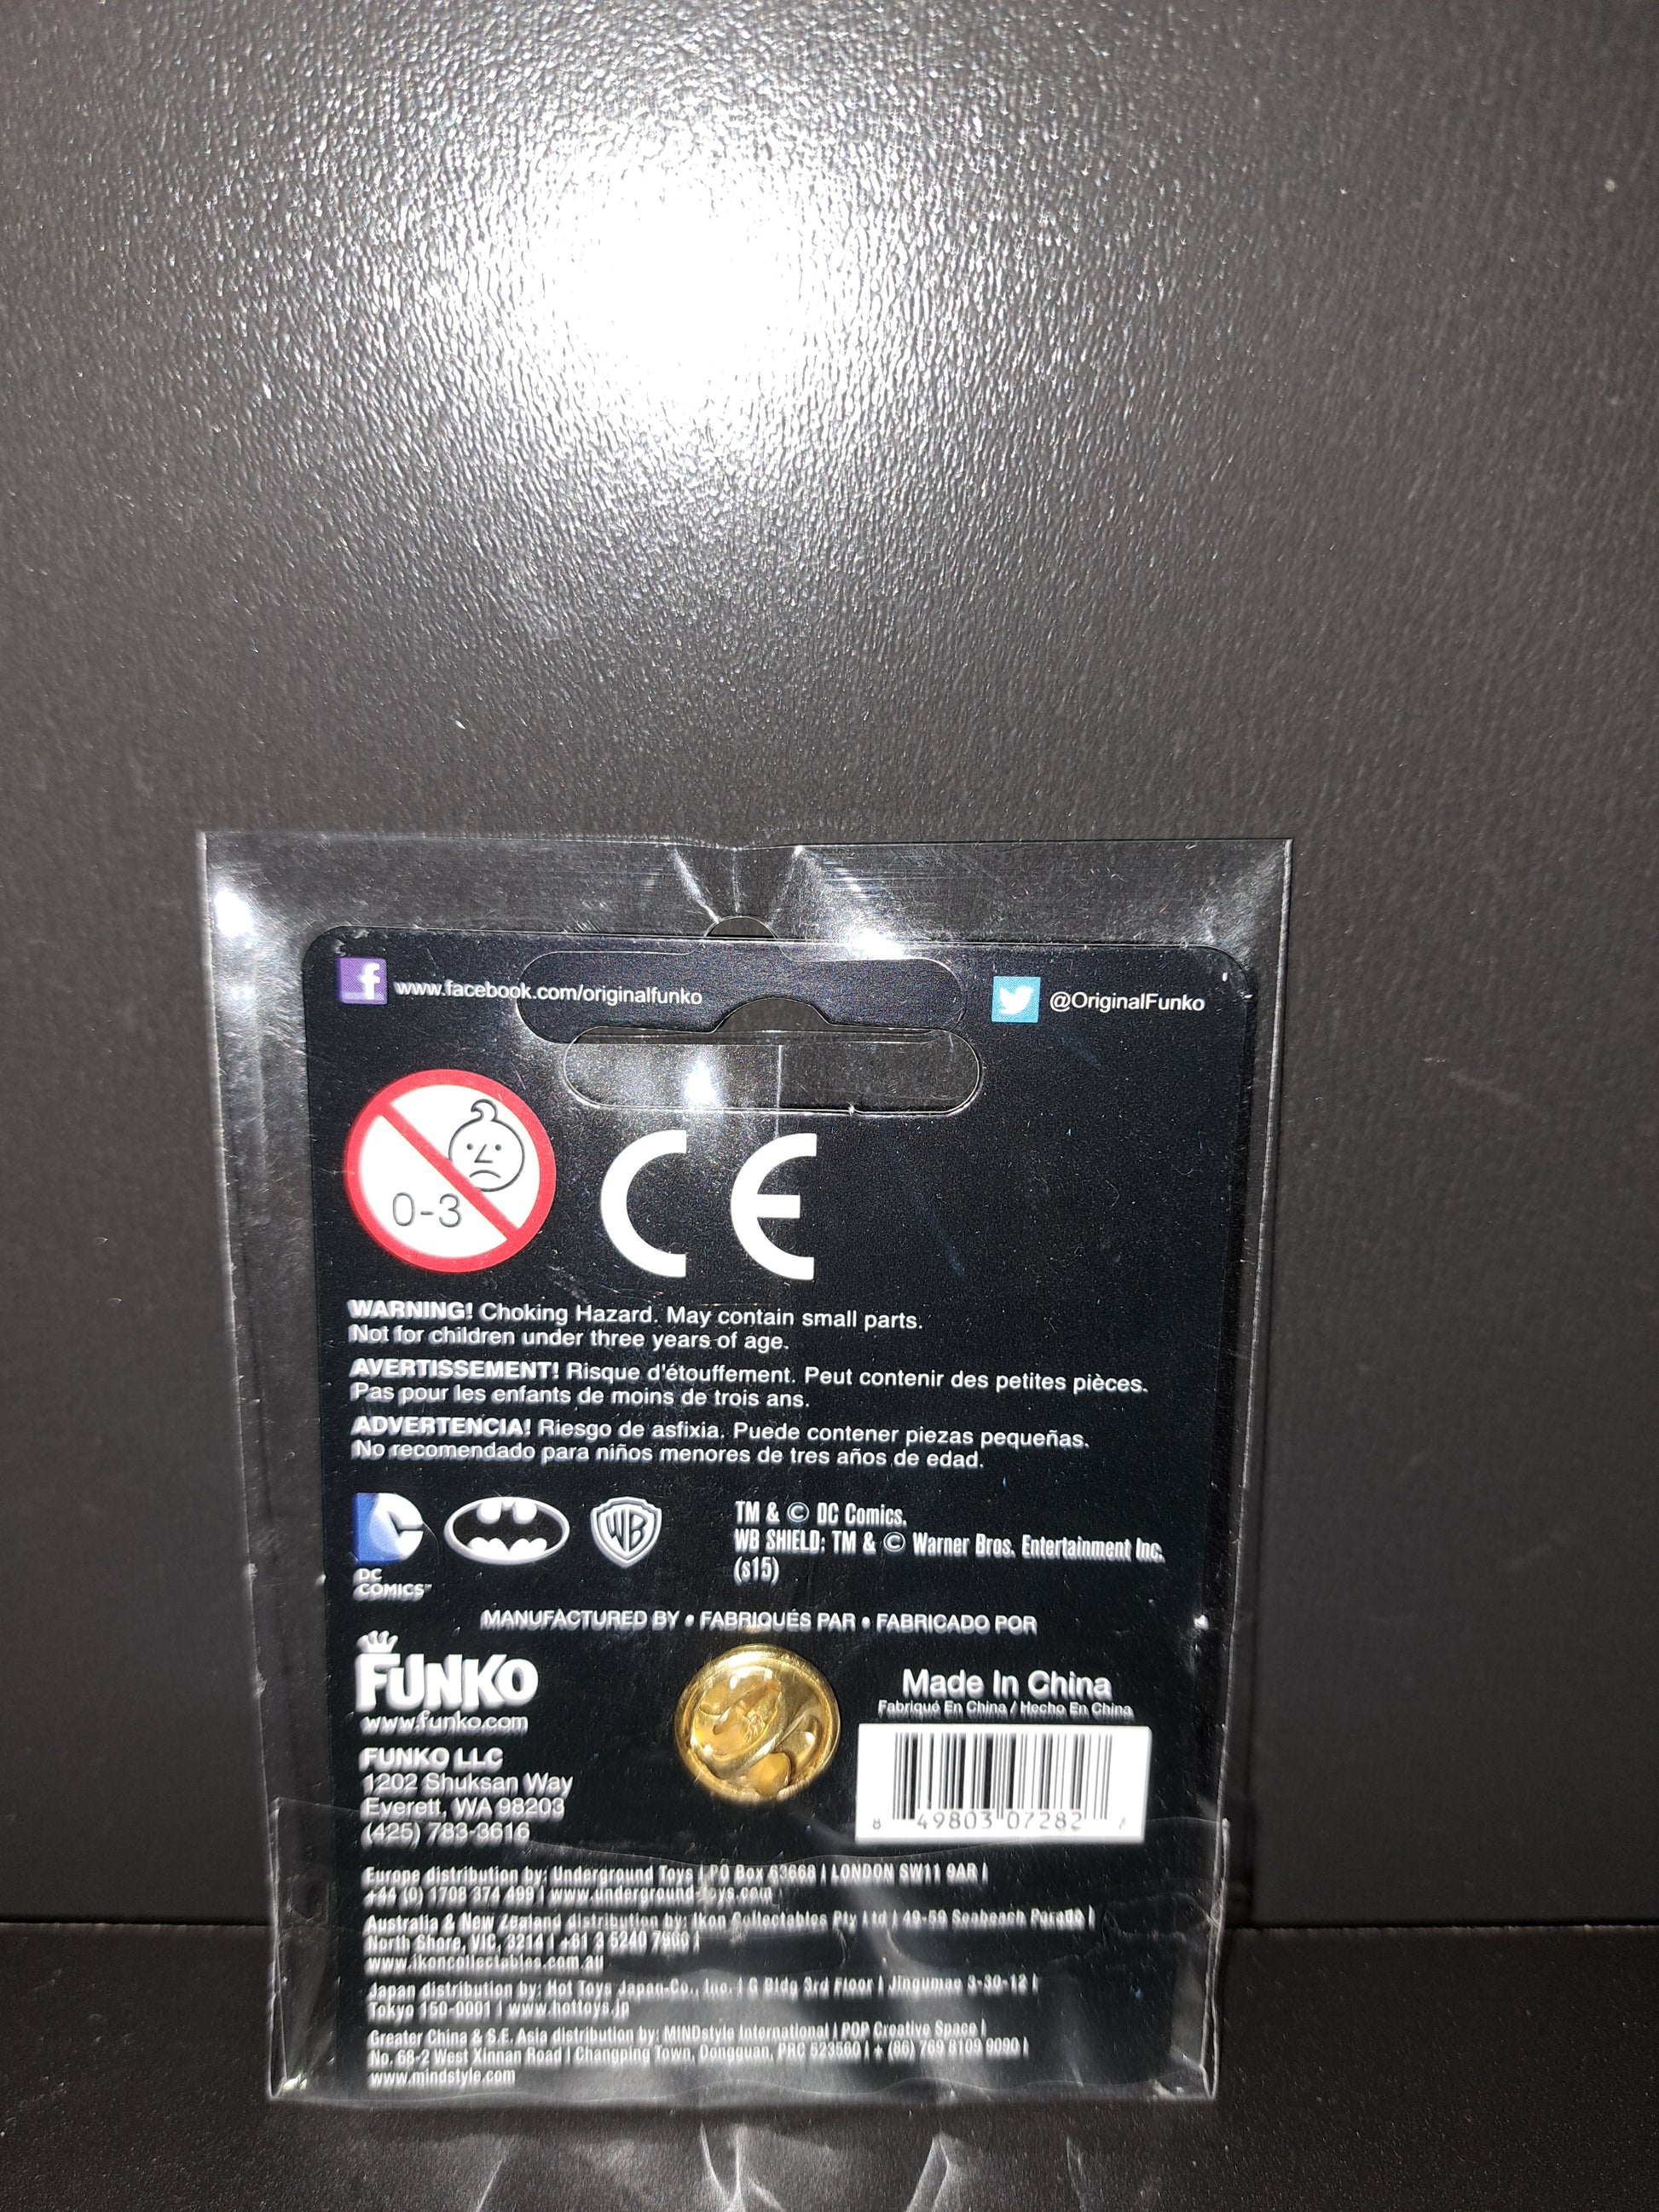 www.facebook.com/originalfunko
@OriginalFunko
0-3
CE
WARNING! Choking Hazard. May contain small parts.
Not for children under three years of age.
AVERTISSEMENT! Risque d'étouffement. Peut contenir des petites pièces.
Pas pour les enfants de moins de trois ans.
ADVERTENCIA! Riesgo de asfixia. Puede contener piezas pequeñas.
No recomendado para niños menores de tres años de edad.
DC
COMICS™
WB
TM & © DC Comics.
WB SHIELD: TM & © Warner Bros. Entertainment Inc.
(s15)
MANUFACTURED BY • FABRIQUÉS PAR • FABRICADO POR
FUNKO
www.funko.com
FUNKO LLC
1202 Shuksan Way
Everett, WA 98203
(425) 783-3616
Made In China
Fabriqué En China / Hecho En China
8 49803 07282
Europe distribution by: Underground Toys | PO Box 63668 | LONDON SW11 9AR |
+44 (0) 1708 374 499 | www.underground-toys.com
Australia & New Zealand distribution by: Ikon Collectables Pty Ltd | 49-59 Seabeach Parade |
North Shore, VIC, 3214 | +61 3 5240 |
www.ikoncollectables.com.au
Japan distribution by: Hot Toys Japan Co., Inc. | G Bldg 3rd Floor | Jingumae 3-30-12 |
Tokyo 150-0001 | www.hottoys.jp
Greater China & S.E. Asia distribution by: MINDstyle International | POP Creative Space |
No. 68-2 West Xinnan Road | Changping Town, Dongguan, PRC 523560 | + (86) 769 8109 9090 |
www.mindstyle.com